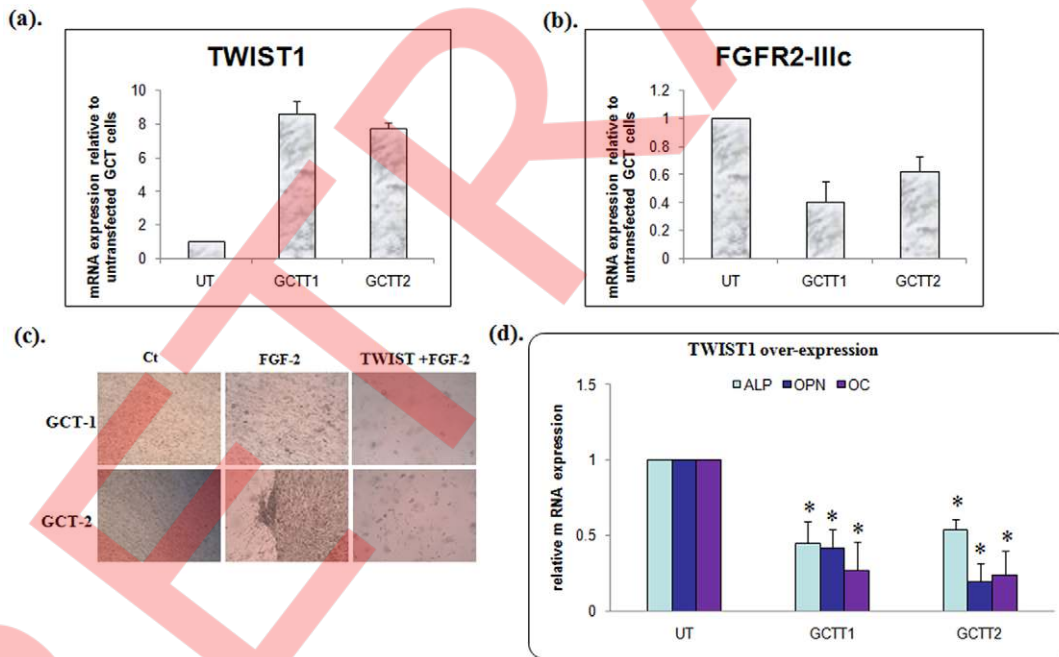 (a).
TWIST1
mRNA expression relative to
untransfected GCT cells
10
8
6
4
2
0
UT
GCTT1
GCTT2
(b).
FGFR2-IIIc
mRNA expression relative to
untransfected GCT cells
1.2
1
0.8
0.6
0.4
0.2
0
UT
GCTT1
GCTT2
(c).
Ct
FGF-2
TWIST +FGF-2
GCT-1
GCT-2
(d).
TWIST1 over-expression
ALP
OPN
OC
relative m RNA expression
1.5
1
0.5
0
*
*
*
*
*
*
UT
GCTT1
GCTT2